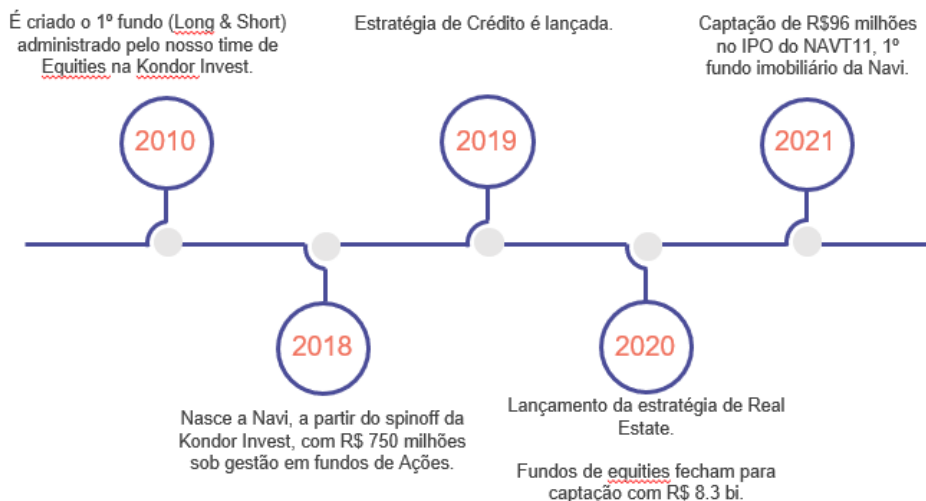 É criado o 1º fundo (Long & Short)
administrado pelo nosso time de
Equities na Kondor Invest.
2010
Nasce a Navi, a partir do spinoff da
Kondor Invest, com R$ 750 milhões
sob gestão em fundos de Ações.
2018
Estratégia de Crédito é lançada.
2019
Lançamento da estratégia de Real
Estate.
Fundos de equities fecham para
captação com R$ 8.3 bi.
2020
Captação de R$96 milhões
no IPO do NAVT11, 1º
fundo imobiliário da Navi.
2021